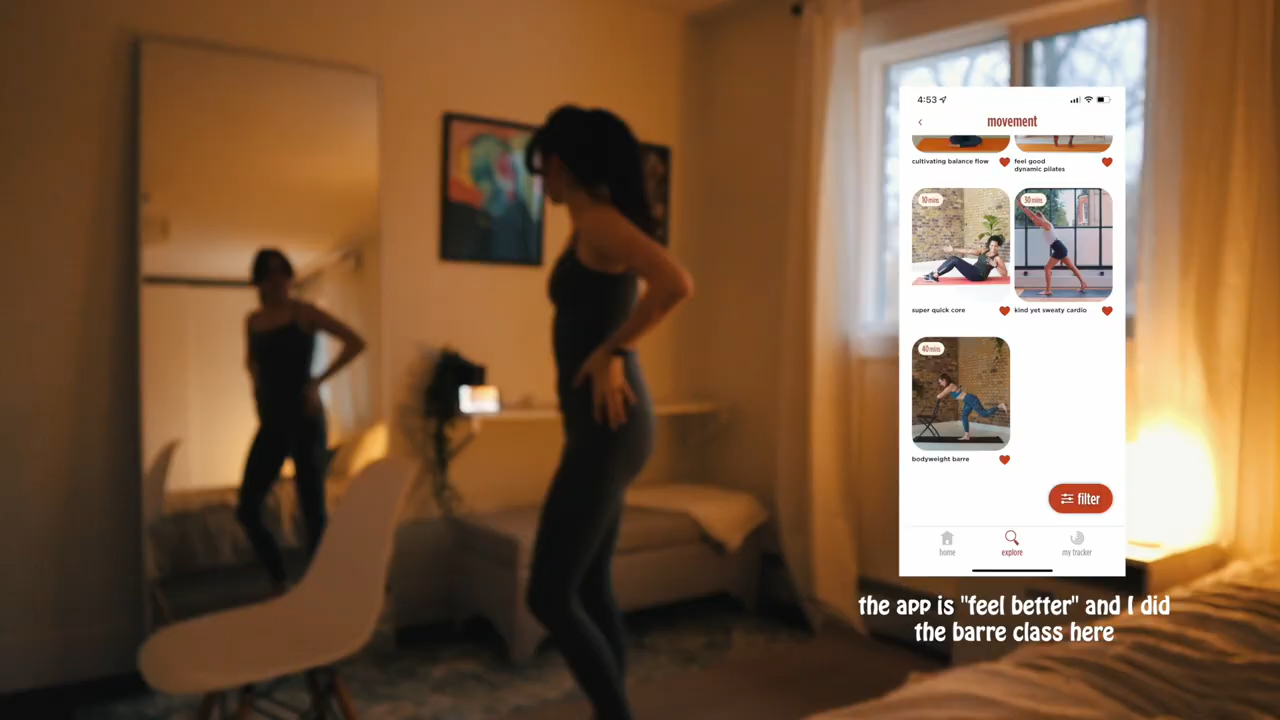 4:53
movement
cultivating balance flow
feel good
dynamic pilates
10 mins
30 mins
super quick core
kind yet sweaty cardio
40 mins
bodyweight barre
filter
home
explore
my tracker
the app is "feel better" and I did
the barre class here